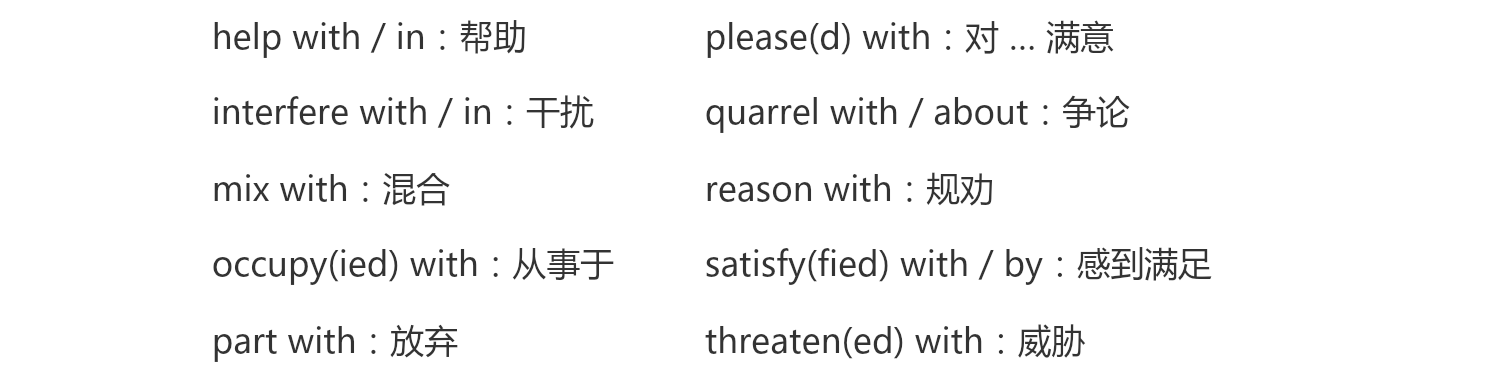 help with / in：帮助
please(d) with：对 ... 满意
interfere with / in：干扰
quarrel with / about：争论
mix with：混合
reason with：规劝
occupy(ied) with：从事于
satisfy(fied) with / by：感到满足
part with：放弃
threaten(ed) with：威胁